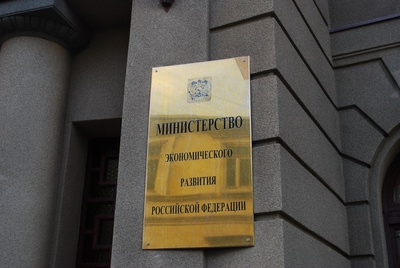 МИНИСТЕРСТВО
ЭКОНОМИЧЕСКОГО
РАЗВИТИЯ
РОССИЙСКОЙ ФЕДЕРАЦИИ